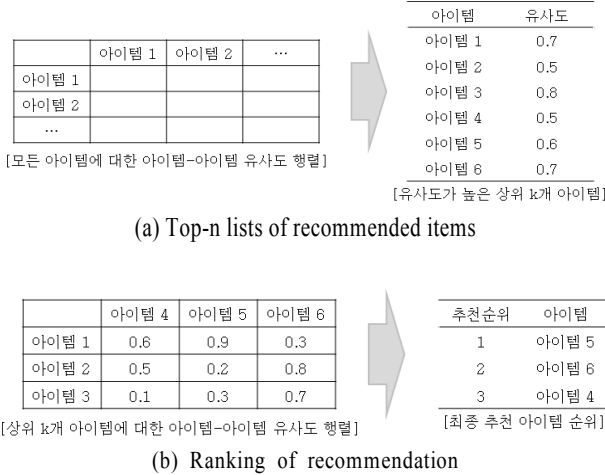 아이템 1 아이템 2 …
아이템 1
아이템 2
…
[모든 아이템에 대한 아이템-아이템 유사도 행렬]
아이템 유사도
아이템 1 0.7
아이템 2 0.5
아이템 3 0.8
아이템 4 0.5
아이템 5 0.6
아이템 6 0.7
[유사도가 높은 상위 k개 아이템]
(a) Top-n lists of recommended items
아이템 4 아이템 5 아이템 6
아이템 1 0.6 0.9 0.3
아이템 2 0.5 0.2 0.8
아이템 3 0.1 0.3 0.7
[상위 k개 아이템에 대한 아이템-아이템 유사도 행렬]
추천순위 아이템
1 아이템 5
2 아이템 6
3 아이템 4
[최종 추천 아이템 순위]
(b) Ranking of recommendation